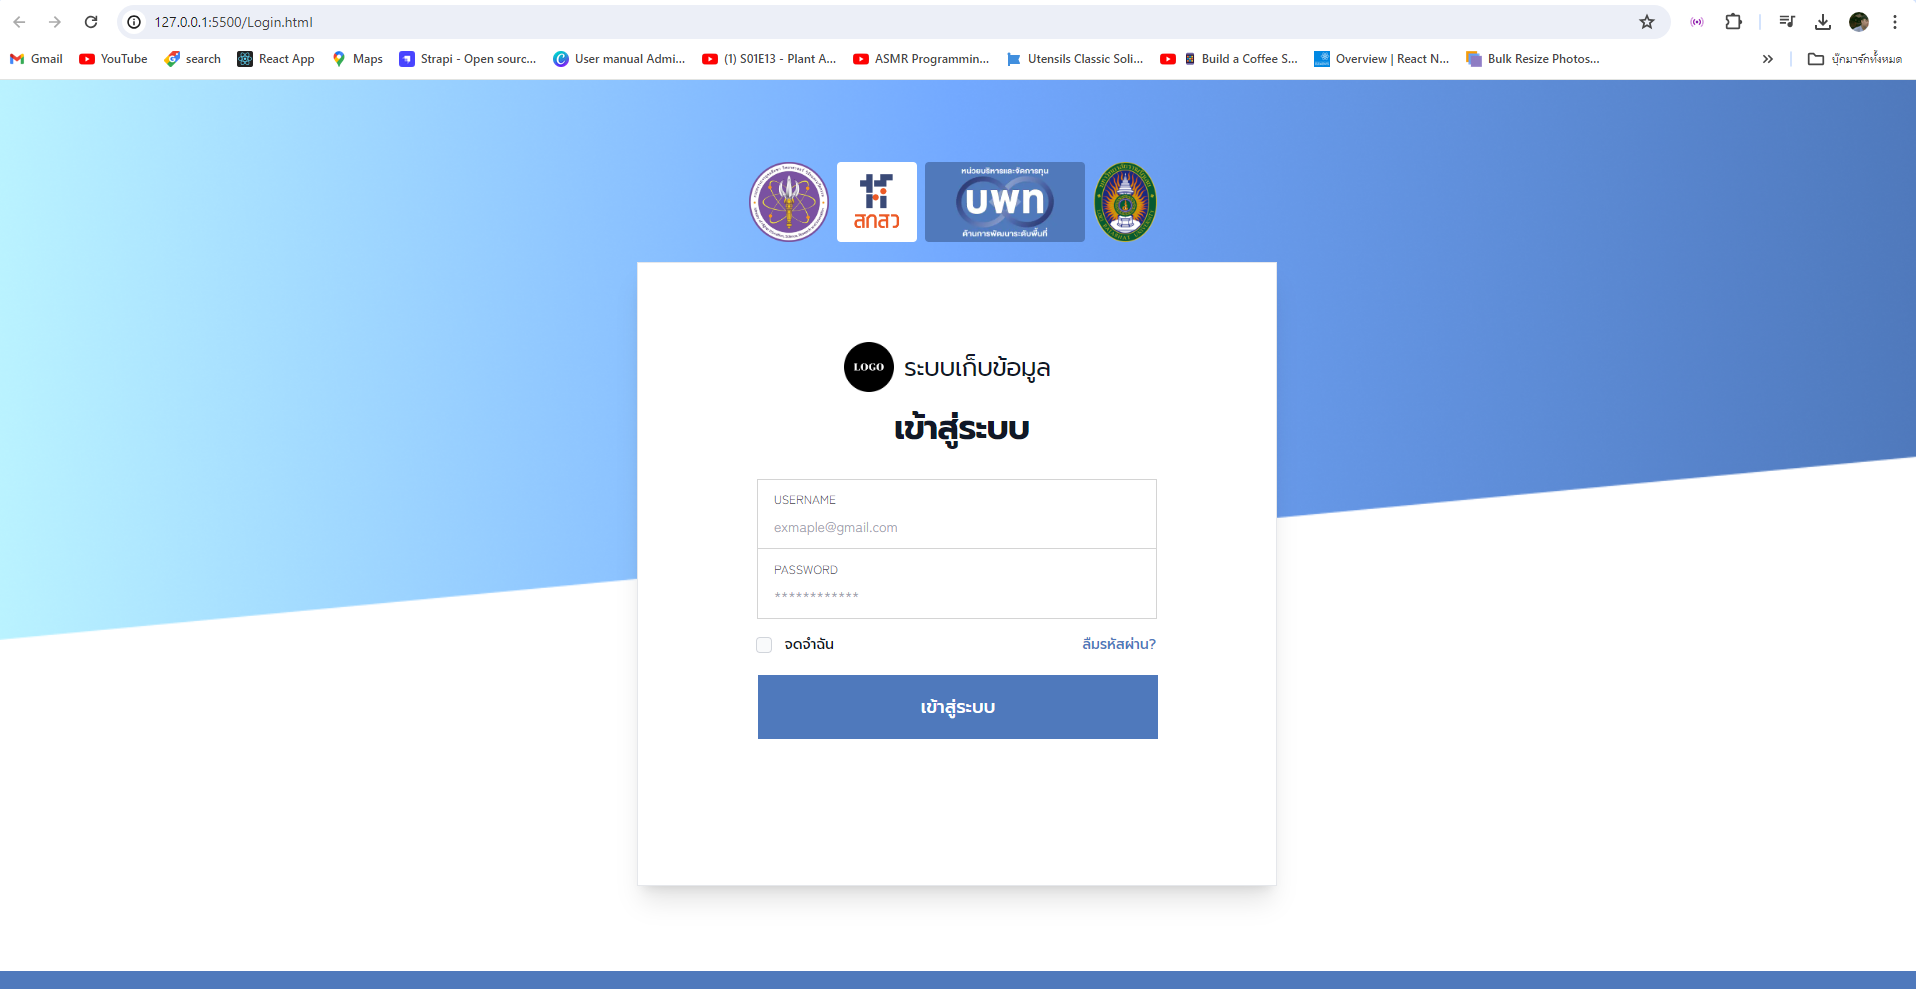 127.0.0.1:5500/Login.html
Gmail
YouTube
search
React App
Maps
Strapi - Open sourc...
User manual Admi...
(1) S01E13 - Plant A...
ASMR Programmin...
Utensils Classic Soli...
Build a Coffee S...
Overview | React N...
Bulk Resize Photos...
บุ๊กมาร์กทั้งหมด
สกสว
หน่วยบริหารและจัดการทุน
บพท
ด้านการพัฒนาระดับพื้นที่
LOGO
ระบบเก็บข้อมูล
เข้าสู่ระบบ
USERNAME
exmaple@gmail.com
PASSWORD
************
จดจำฉัน
ลืมรหัสผ่าน?
เข้าสู่ระบบ